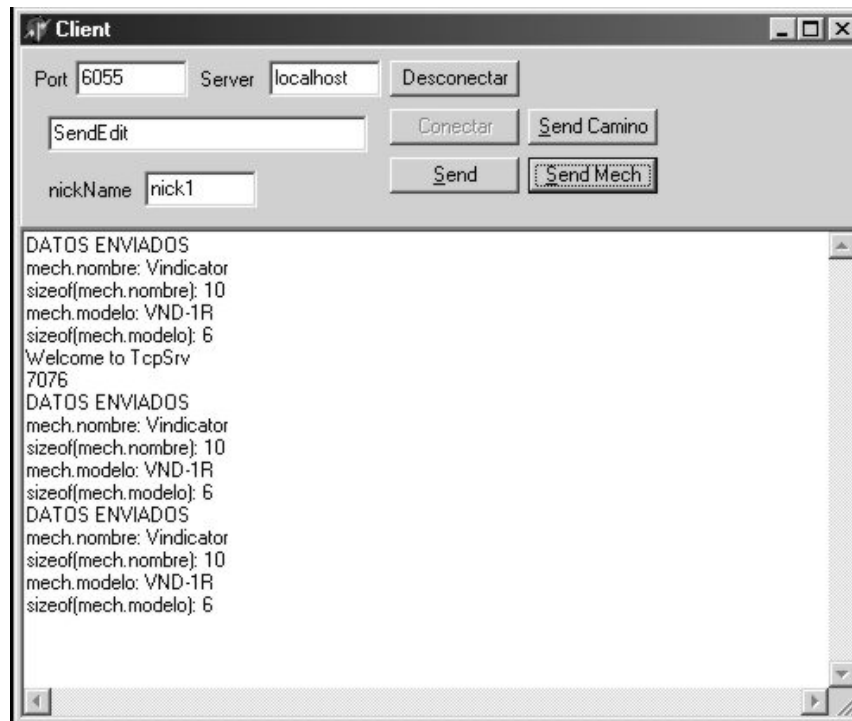 Client
Port 6055 Server localhost Desconectar
SendEdit Conectar Send Camino
nickName nick1 Send Send Mech
DATOS ENVIADOS
mech.nombre: Vindicator
sizeof(mech.nombre): 10
mech.modelo: VND-1R
sizeof(mech.modelo): 6
Welcome to TcpSrv
7076
DATOS ENVIADOS
mech.nombre: Vindicator
sizeof(mech.nombre): 10
mech.modelo: VND-1R
sizeof(mech.modelo): 6
DATOS ENVIADOS
mech.nombre: Vindicator
sizeof(mech.nombre): 10
mech.modelo: VND-1R
sizeof(mech.modelo): 6